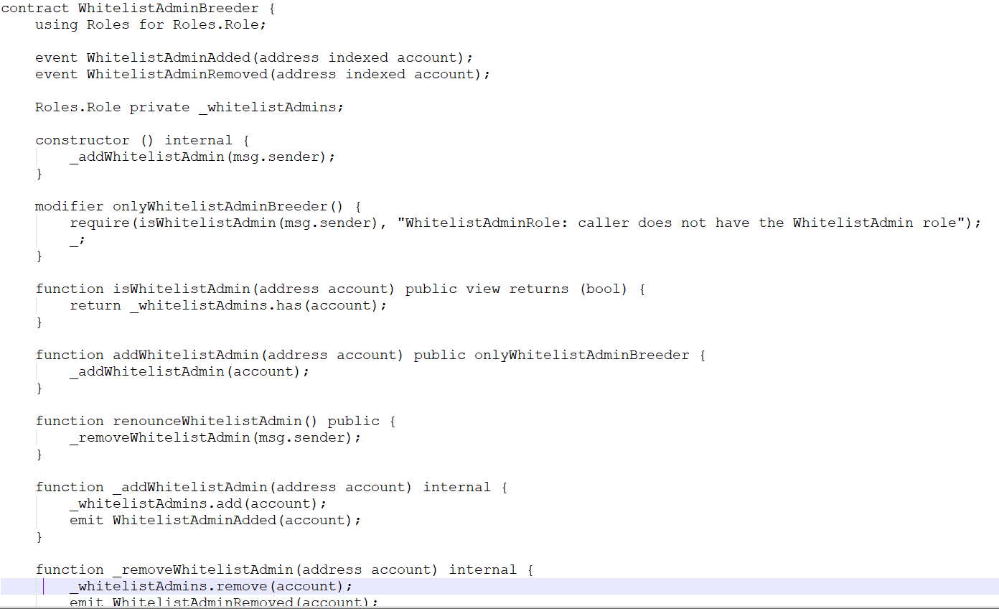 contract WhitelistAdminBreeder {
    using Roles for Roles.Role;

    event WhitelistAdminAdded(address indexed account);
    event WhitelistAdminRemoved(address indexed account);

    Roles.Role private _whitelistAdmins;

    constructor () internal {
        _addWhitelistAdmin(msg.sender);
    }

    modifier onlyWhitelistAdminBreeder() {
        require(isWhitelistAdmin(msg.sender), "WhitelistAdminRole: caller does not have the WhitelistAdmin role");
        _;
    }

    function isWhitelistAdmin(address account) public view returns (bool) {
        return _whitelistAdmins.has(account);
    }

    function addWhitelistAdmin(address account) public onlyWhitelistAdminBreeder {
        _addWhitelistAdmin(account);
    }

    function renounceWhitelistAdmin() public {
        _removeWhitelistAdmin(msg.sender);
    }

    function _addWhitelistAdmin(address account) internal {
        _whitelistAdmins.add(account);
        emit WhitelistAdminAdded(account);
    }

    function _removeWhitelistAdmin(address account) internal {
        _whitelistAdmins.remove(account);
        emit WhitelistAdminRemoved(account);